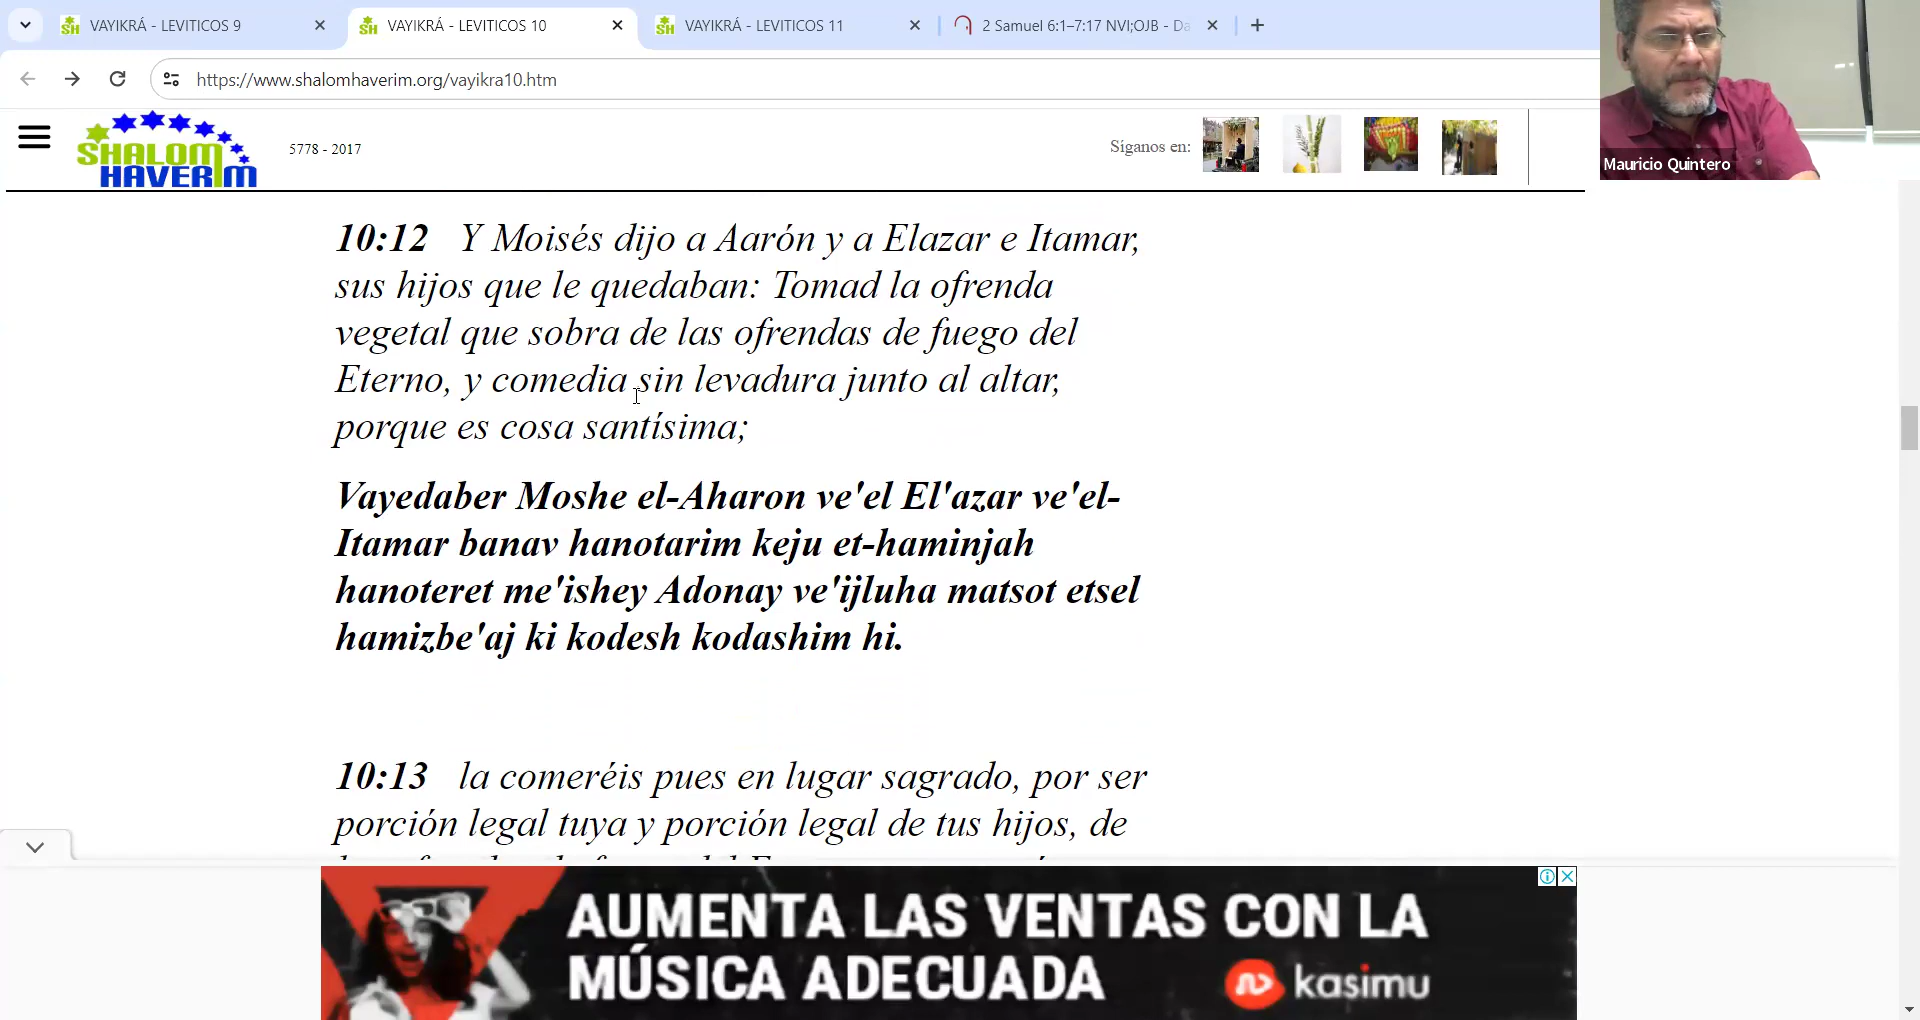 VAYIKRÁ - LEVITICOS 9
VAYIKRÁ - LEVITICOS 10
VAYIKRÁ - LEVITICOS 11
2 Samuel 6:1–7:17 NVI;OJB - Da
https://www.shalomhaverim.org/vayikra10.htm
SHALOM
HAVERIM
5778 - 2017
Síganos en:
Mauricio Quintero
10:12 Y Moisés dijo a Aarón y a Elazar e Itamar,
sus hijos que le quedaban: Tomad la ofrenda
vegetal que sobra de las ofrendas de fuego del
Eterno, y comedia sin levadura junto al altar,
porque es cosa santísima;
Vayedaber Moshe el-Aharon ve'el El'azar ve'el-
Itamar banav hanotarim keju et-haminjah
hanoteret me'ishey Adonay ve'ijluha matsot etsel
hamizbe'aj ki kodesh kodashim hi.
10:13 la comeréis pues en lugar sagrado, por ser
porción legal tuya y porción legal de tus hijos, de
AUMENTA LAS VENTAS CON LA
MÚSICA ADECUADA
kasimu